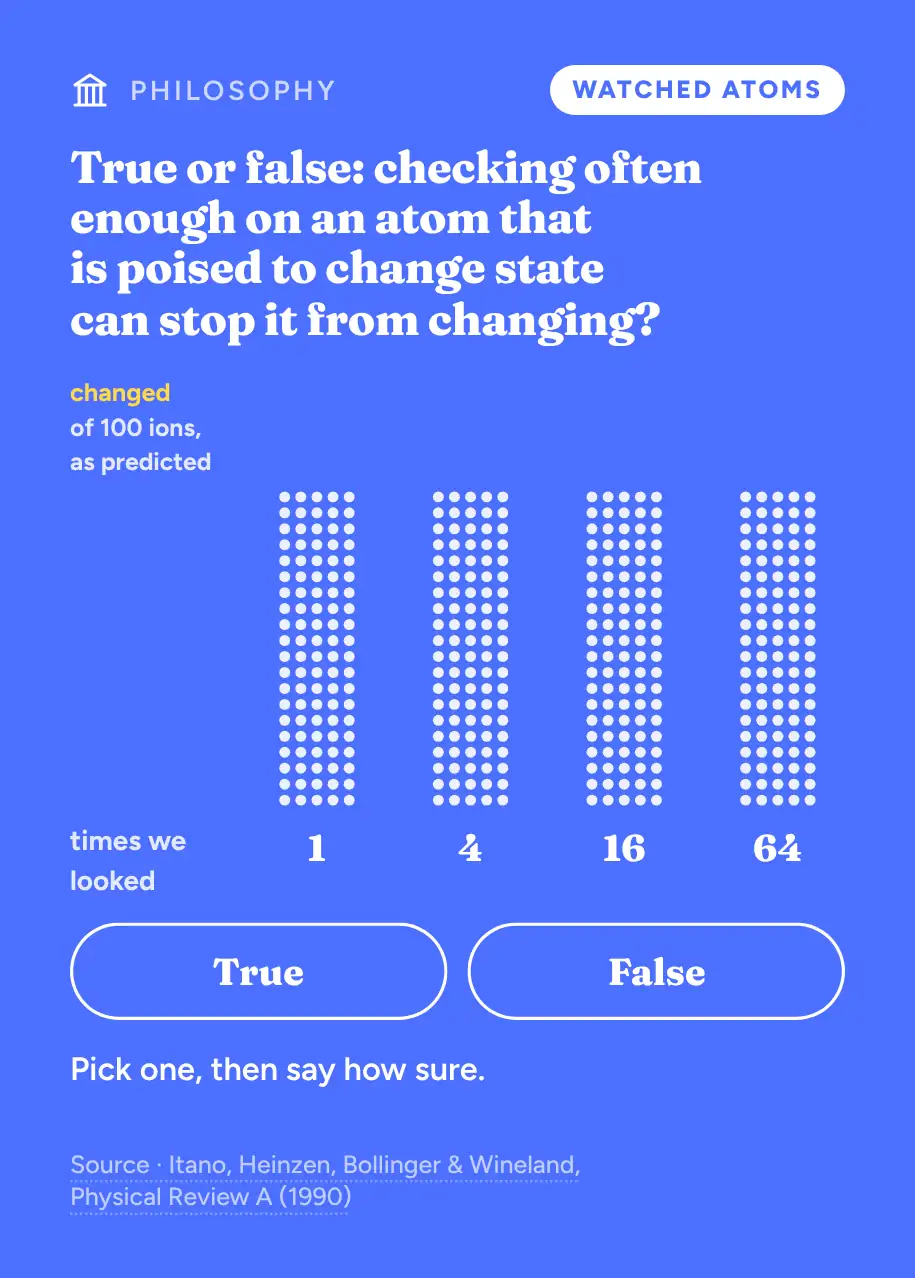 PHILOSOPHY
WATCHED ATOMS
True or false: checking often
enough on an atom that
is poised to change state
can stop it from changing?
changed
of 100 ions,
as predicted
times we
looked
1
4
16
64
True
False
Pick one, then say how sure.
Source · Itano, Heinzen, Bollinger & Wineland,
Physical Review A (1990)